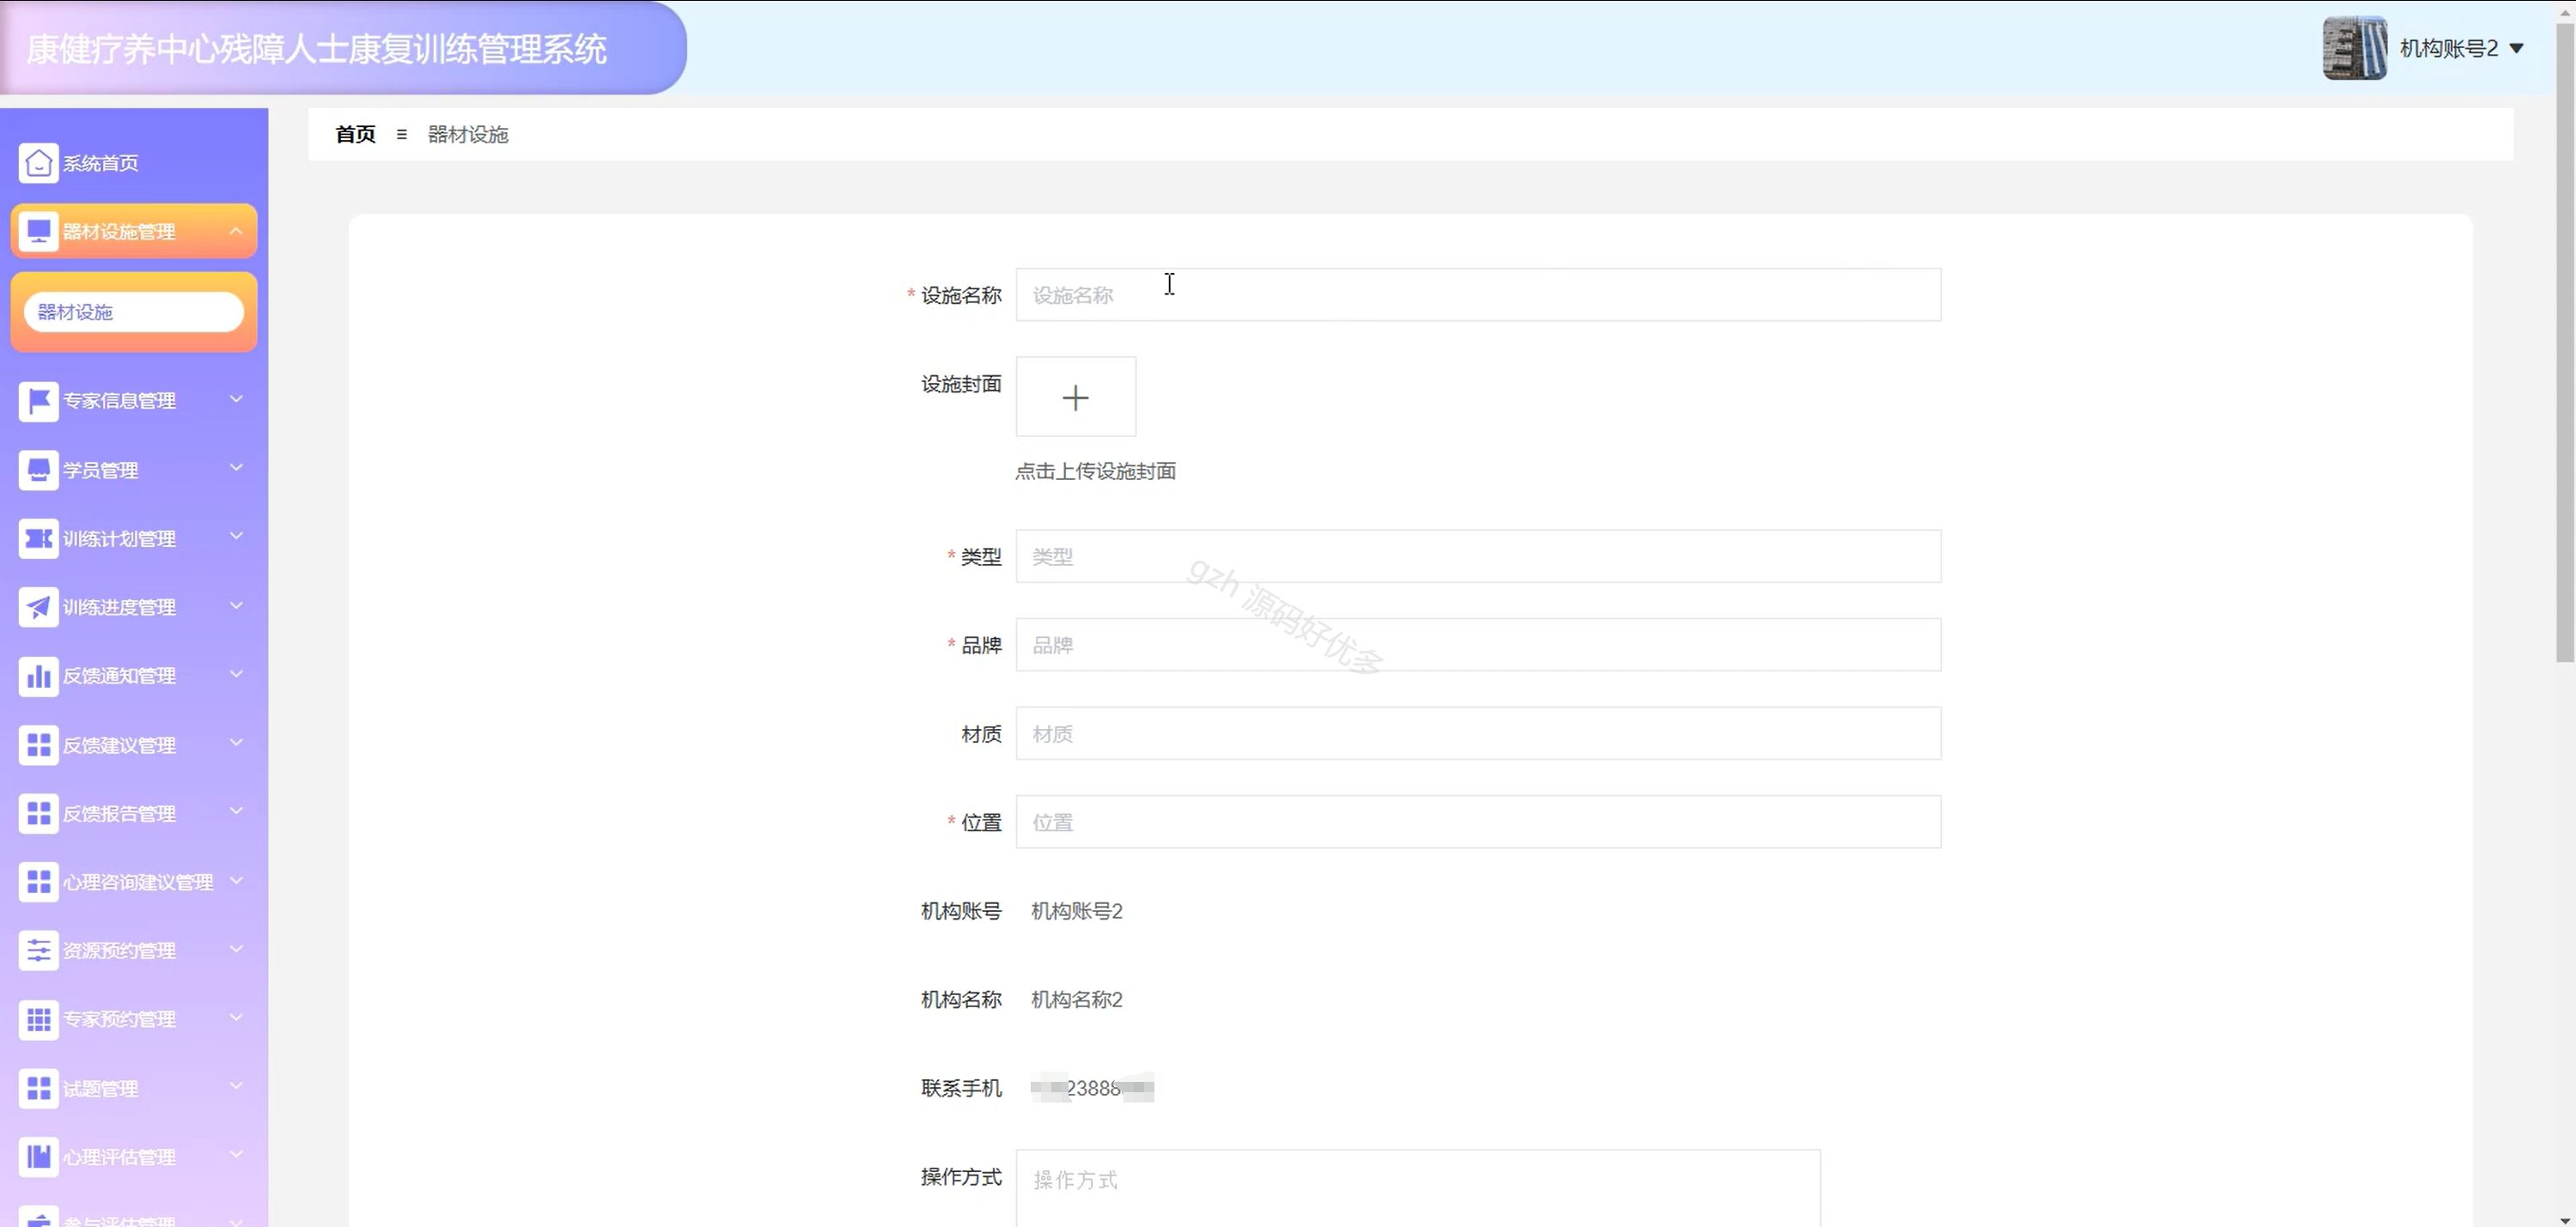 康健疗养中心残障人士康复训练管理系统
机构账号2
首页 ≡ 器材设施
系统首页
器材设施管理
器材设施
专家信息管理
学员管理
训练计划管理
训练进度管理
反馈通知管理
反馈建议管理
反馈报告管理
心理咨询建议管理
资源预约管理
专家预约管理
试题管理
心理评估管理
参与评估管理
* 设施名称 设施名称
设施封面
点击上传设施封面
* 类型 类型
* 品牌 品牌
材质 材质
* 位置 位置
机构账号 机构账号2
机构名称 机构名称2
联系手机 23888
操作方式 操作方式
gzh 源码好优多